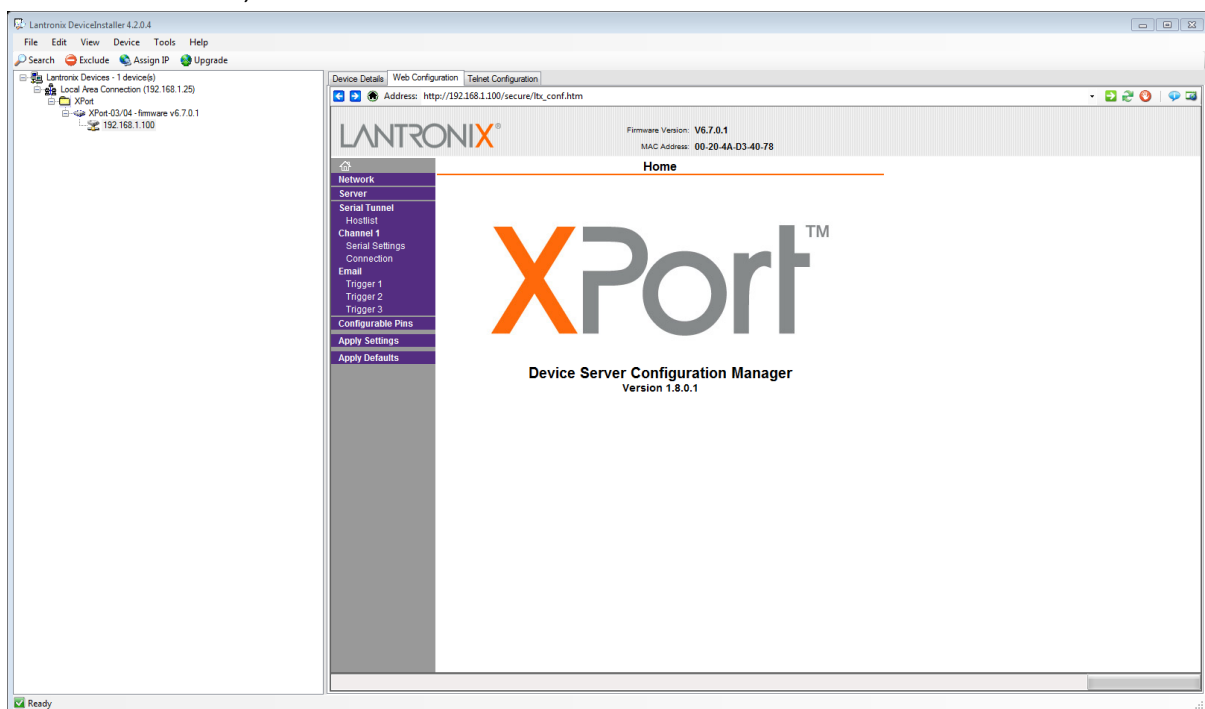 Lantronix DeviceInstaller 4.2.0.4
File Edit View Device Tools Help
Search Exclude Assign IP Upgrade
Lantronix Devices - 1 device(s)
Local Area Connection (192.168.1.25)
XPort
XPort-03/04 - firmware v6.7.0.1
192.168.1.100
Device Details Web Configuration Telnet Configuration
Address: http://192.168.1.100/secure/ltx_conf.htm
LANTRONIX®
Firmware Version: V6.7.0.1
MAC Address: 00-20-4A-D3-40-78
Network
Server
Serial Tunnel
Hostlist
Channel 1
Serial Settings
Connection
Email
Trigger 1
Trigger 2
Trigger 3
Configurable Pins
Apply Settings
Apply Defaults
Home
XPort™
Device Server Configuration Manager
Version 1.8.0.1
Ready